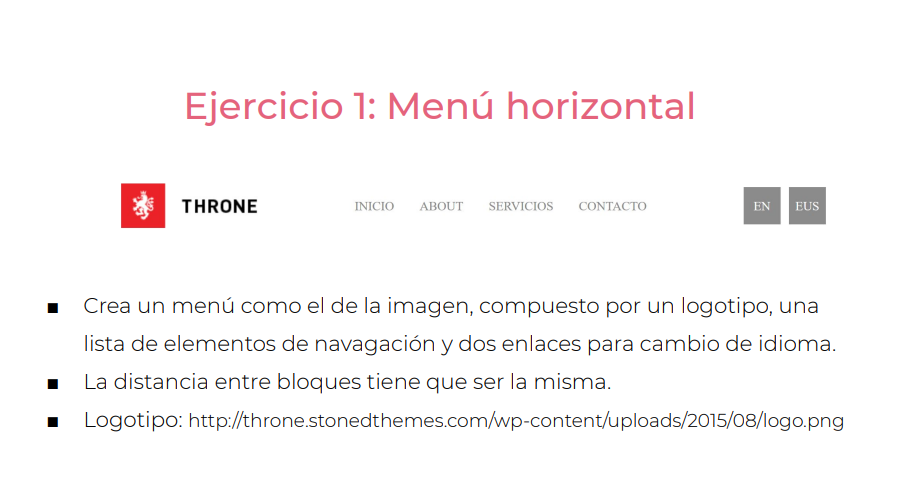 Ejercicio 1: Menú horizontal
THRONE INICIO ABOUT SERVICIOS CONTACTO EN EUS
■ Crea un menú como el de la imagen, compuesto por un logotipo, una
lista de elementos de navagación y dos enlaces para cambio de idioma.
■ La distancia entre bloques tiene que ser la misma.
■ Logotipo: http://throne.stonedthemes.com/wp-content/uploads/2015/08/logo.png